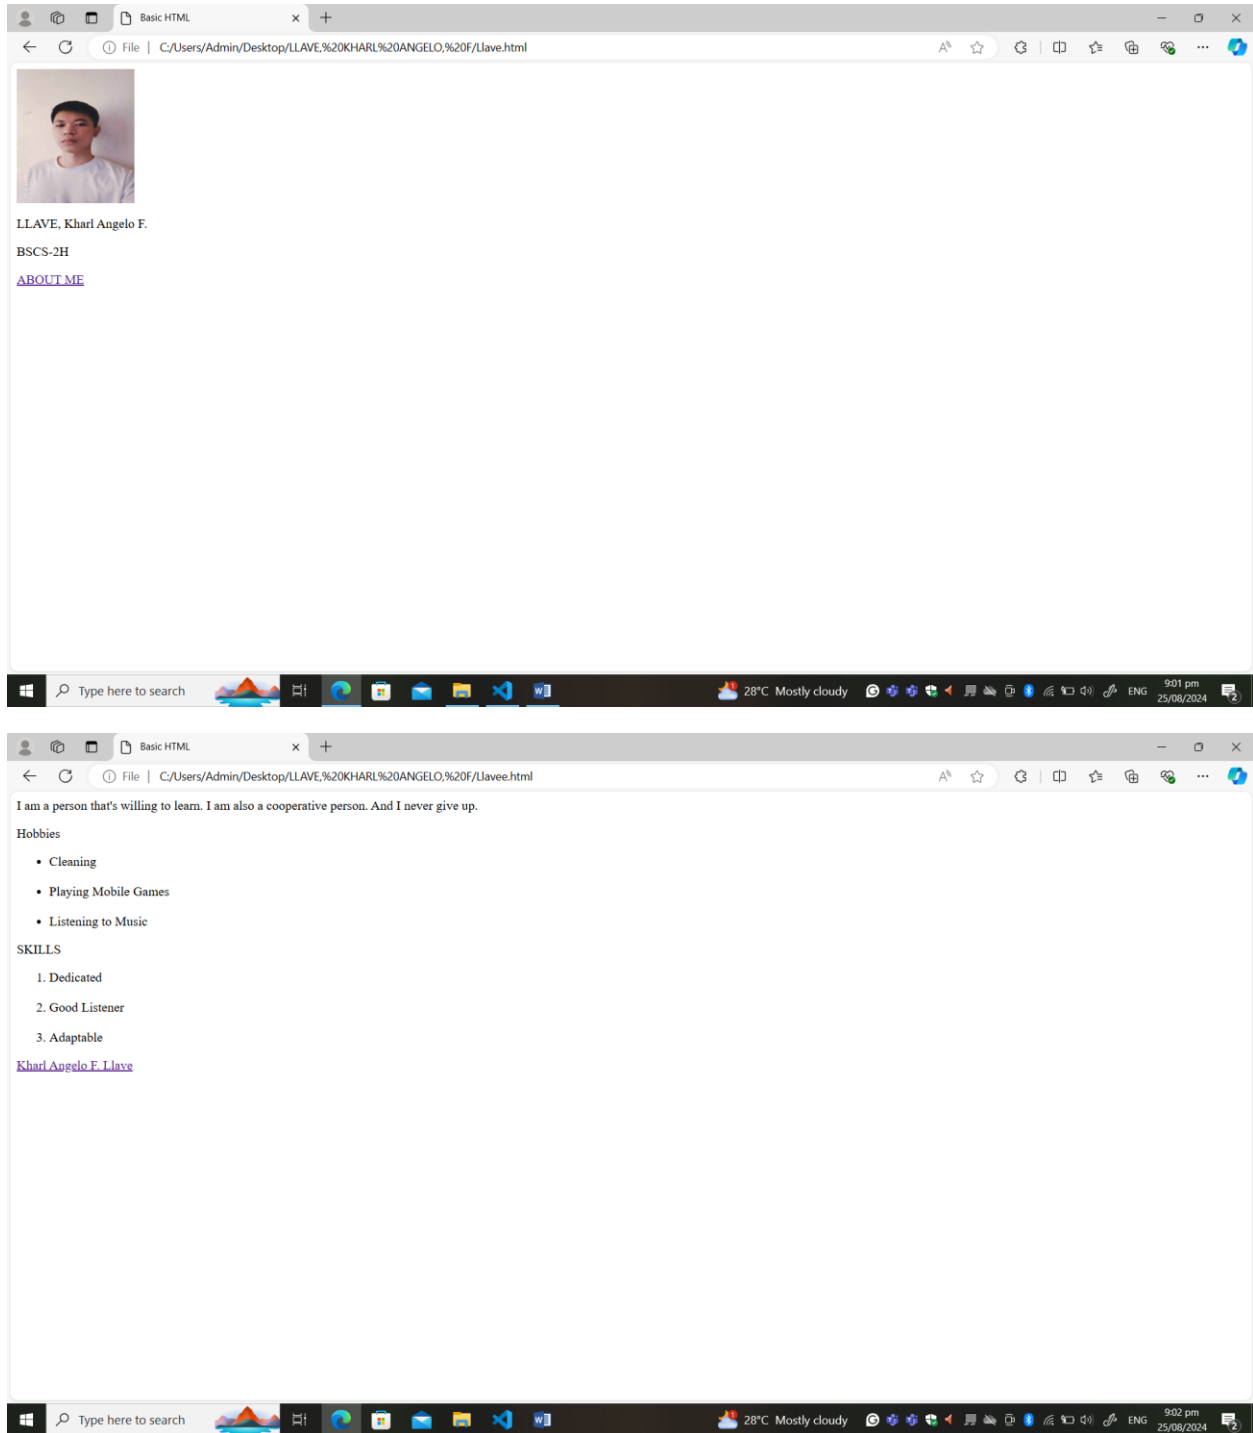 Basic HTML
File | C:/Users/Admin/Desktop/LLAVE,%20KHARL%20ANGELO,%20F/Llave.html
LLAVE, Kharl Angelo F.
BSCS-2H
ABOUT ME
Type here to search
28°C Mostly cloudy
ENG
9:01 pm
25/08/2024
2
Basic HTML
File | C:/Users/Admin/Desktop/LLAVE,%20KHARL%20ANGELO,%20F/Llavee.html
I am a person that's willing to learn. I am also a cooperative person. And I never give up.
Hobbies
• Cleaning
• Playing Mobile Games
• Listening to Music
SKILLS
1. Dedicated
2. Good Listener
3. Adaptable
Kharl Angelo F. Llave
Type here to search
28°C Mostly cloudy
ENG
9:02 pm
25/08/2024
2